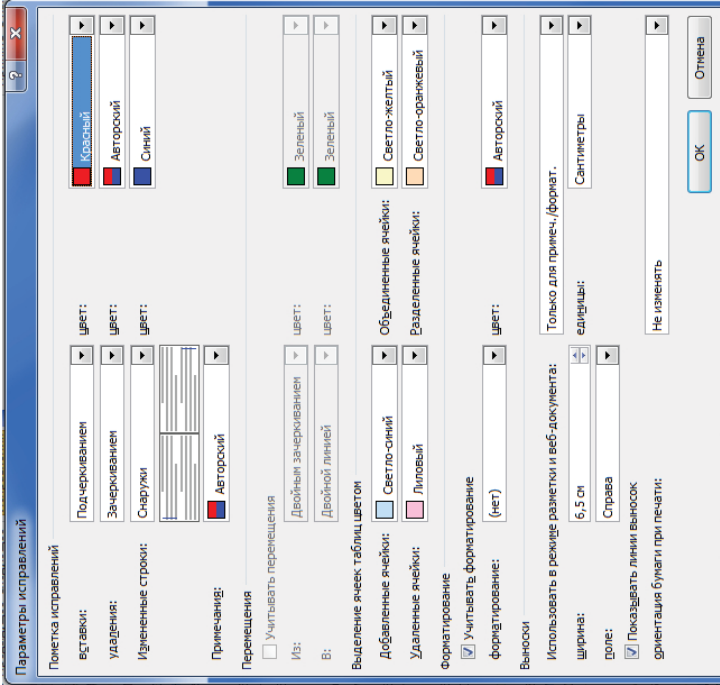 Параметры исправлений
Пометка исправлений
вставки: Подчеркиванием цвет: Красный
удаления: Зачеркиванием цвет: Авторский
Измененные строки: Снаружи цвет: Синий
Примечания: Авторский
Перемещения
Учитывать перемещения
Из: Двойным зачеркиванием цвет: Зеленый
В: Двойной линией цвет: Зеленый
Выделение ячеек таблиц цветом
Добавленные ячейки: Светло-синий Объединенные ячейки: Светло-желтый
Удаленные ячейки: Лиловый Разделенные ячейки: Светло-оранжевый
Форматирование
Учитывать форматирование
форматирование: (нет) цвет: Авторский
Выноски
Использовать в режиме разметки и веб-документа: Только для примеч./формат.
ширина: 6,5 см единицы: Сантиметры
поле: Справа
Показывать линии выносок
ориентация бумаги при печати: Не изменять
ОК Отмена